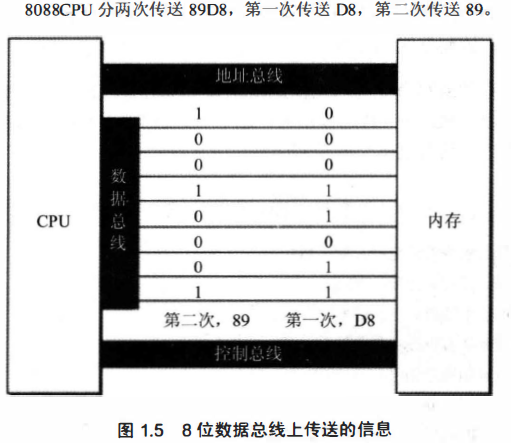 8088CPU 分两次传送 89D8，第一次传送 D8，第二次传送 89。
地址总线
1 0
0 0
0 0
数据总线
1 1
0 1
CPU
内存
0 0
0 1
1 1
第二次，89 第一次，D8
控制总线
图 1.5 8 位数据总线上传送的信息